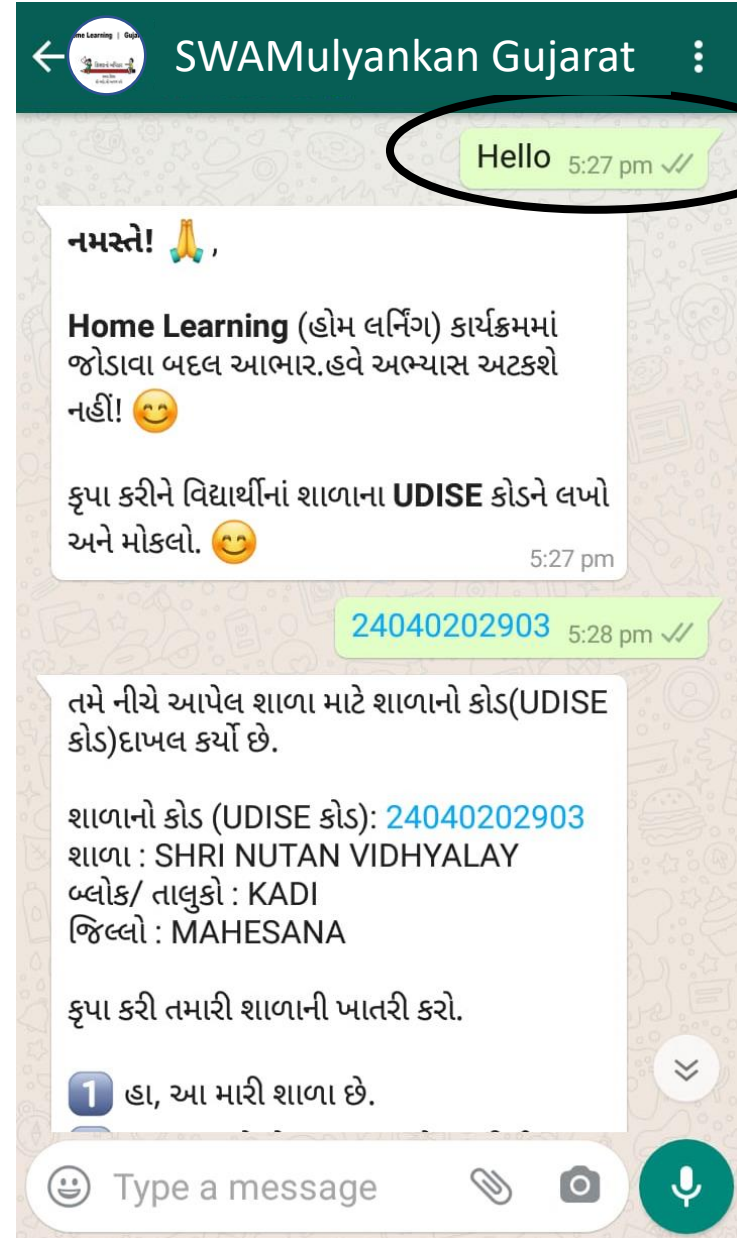 SWAMulyankan Gujarat
Hello 5:27 pm
નમસ્તે! 🙏,
Home Learning (હોમ લર્નિંગ) કાર્યક્રમમાં
જોડાવા બદલ આભાર.હવે અભ્યાસ અટકશે
નહીં! 😊
કૃપા કરીને વિદ્યાર્થીનાં શાળાના UDISE કોડને લખો
અને મોકલો. 😊
5:27 pm
24040202903 5:28 pm
તમે નીચે આપેલ શાળા માટે શાળાનો કોડ(UDISE
કોડ)દાખલ કર્યો છે.
શાળાનો કોડ (UDISE કોડ): 24040202903
શાળા : SHRI NUTAN VIDHYALAY
બ્લોક/ તાલુકો : KADI
જિલ્લો : MAHESANA
કૃપા કરી તમારી શાળાની ખાતરી કરો.
1 હા, આ મારી શાળા છે.
Type a message